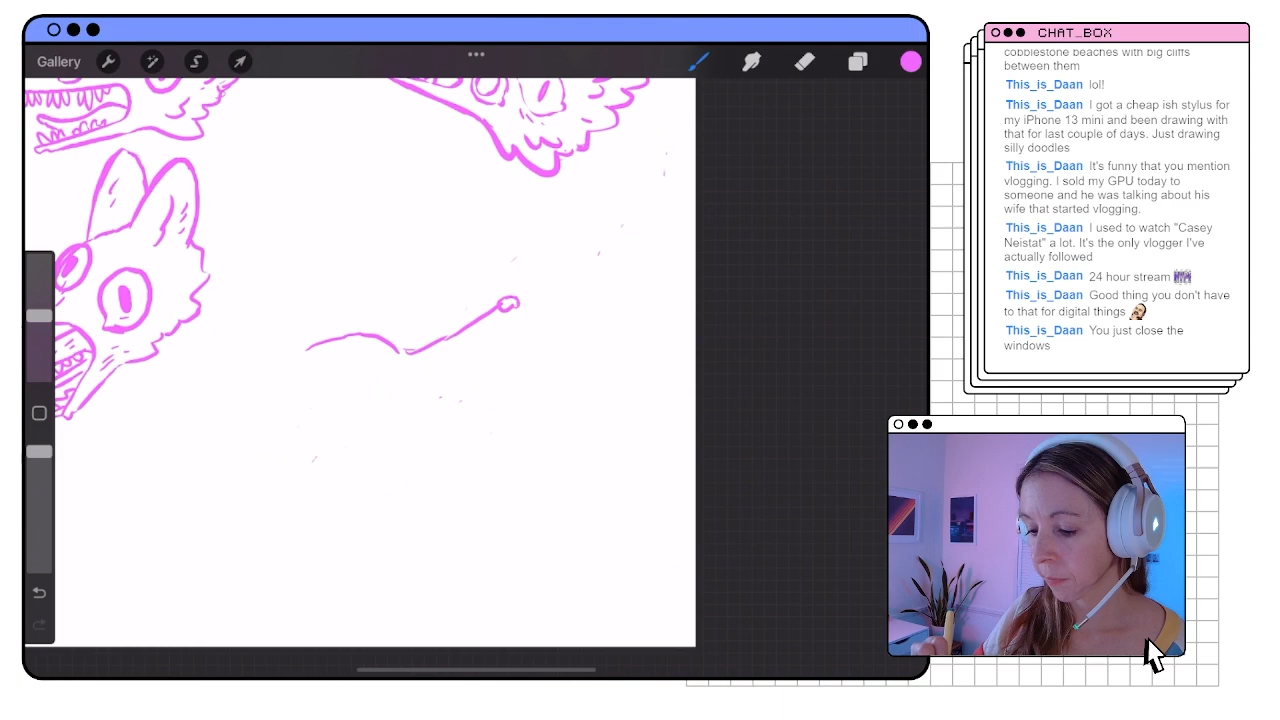 Gallery
CHAT_BOX
cobblestone beaches with big cliffs
between them
This_is_Daan lol!
This_is_Daan I got a cheap ish stylus for
my iPhone 13 mini and been drawing with
that for last couple of days. Just drawing
silly doodles
This_is_Daan It's funny that you mention
vlogging. I sold my GPU today to
someone and he was talking about his
wife that started vlogging.
This_is_Daan I used to watch "Casey
Neistat" a lot. It's the only vlogger I've
actually followed
This_is_Daan 24 hour stream
This_is_Daan Good thing you don't have
to that for digital things
This_is_Daan You just close the
windows